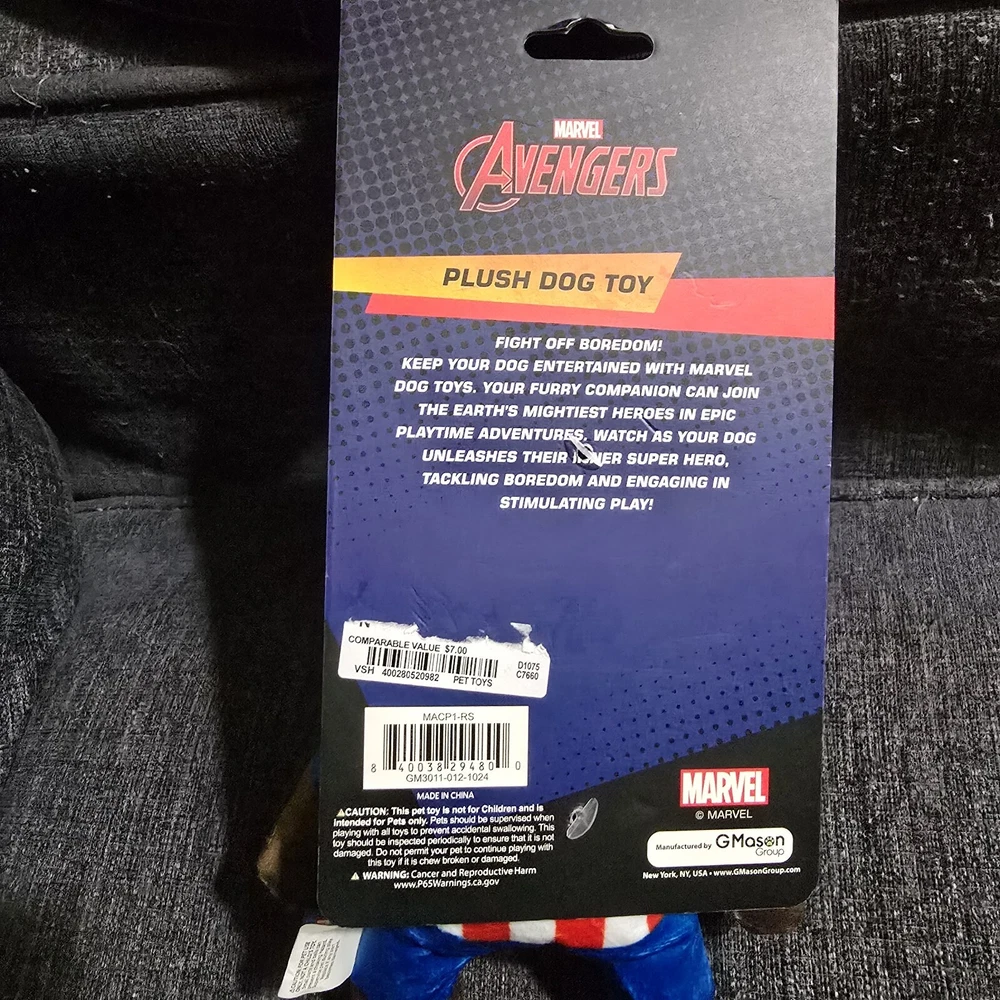 MARVEL
AVENGERS
PLUSH DOG TOY
FIGHT OFF BOREDOM!
KEEP YOUR DOG ENTERTAINED WITH MARVEL
DOG TOYS. YOUR FURRY COMPANION CAN JOIN
THE EARTH'S MIGHTIEST HEROES IN EPIC
PLAYTIME ADVENTURES. WATCH AS YOUR DOG
UNLEASHES THEIR INNER SUPER HERO,
TACKLING BOREDOM AND ENGAGING IN
STIMULATING PLAY!
COMPARABLE VALUE $7.00
D1075
VSH 400280520982 PET TOYS C7660
MACP1-RS
8 40038 29480 0
GM3011-012-1024
MADE IN CHINA
⚠CAUTION: This pet toy is not for Children and is
intended for Pets only. Pets should be supervised when
playing with all toys to prevent accidental swallowing. This
toy should be inspected periodically to ensure that it is not
damaged. Do not permit your pet to continue playing with
this toy if it is chew broken or damaged.
⚠ WARNING: Cancer and Reproductive Harm
www.P65Warnings.ca.gov
MARVEL
© MARVEL
Manufactured by GMason
Group
New York, NY, USA • www.GMasonGroup.com